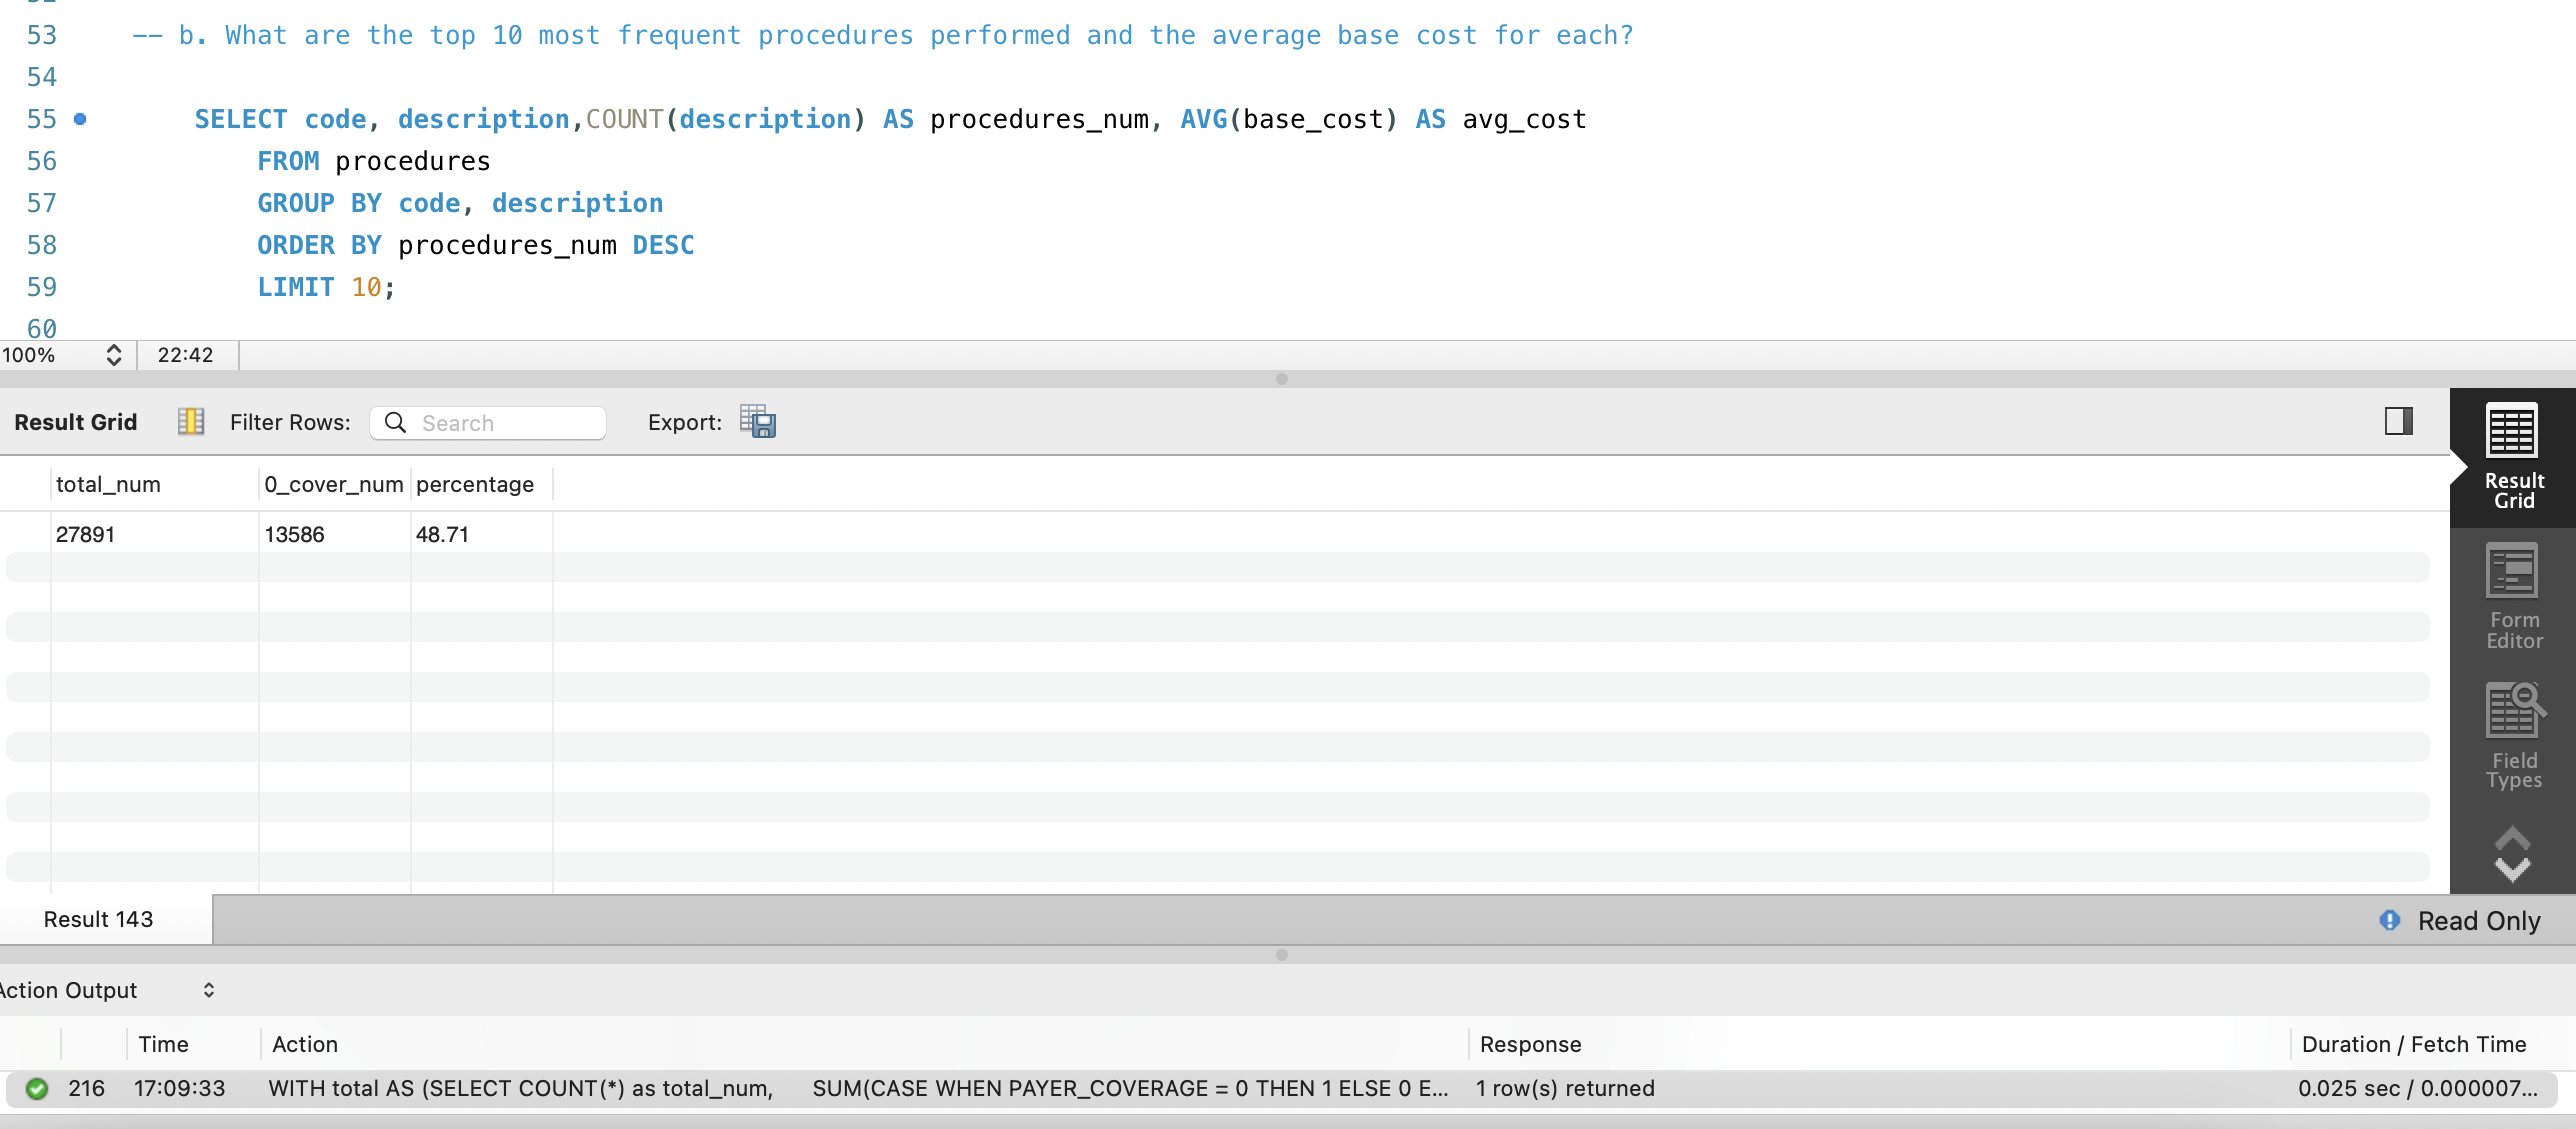 53 -- b. What are the top 10 most frequent procedures performed and the average base cost for each?
54
55 SELECT code, description,COUNT(description) AS procedures_num, AVG(base_cost) AS avg_cost
56 FROM procedures
57 GROUP BY code, description
58 ORDER BY procedures_num DESC
59 LIMIT 10;
60
100% 22:42
Result Grid Filter Rows: Search Export:
total_num 0_cover_num percentage
27891 13586 48.71
Result Grid
Form Editor
Field Types
Result 143 Read Only
Action Output
Time Action Response Duration / Fetch Time
216 17:09:33 WITH total AS (SELECT COUNT(*) as total_num, SUM(CASE WHEN PAYER_COVERAGE = 0 THEN 1 ELSE 0 E... 1 row(s) returned 0.025 sec / 0.000007...